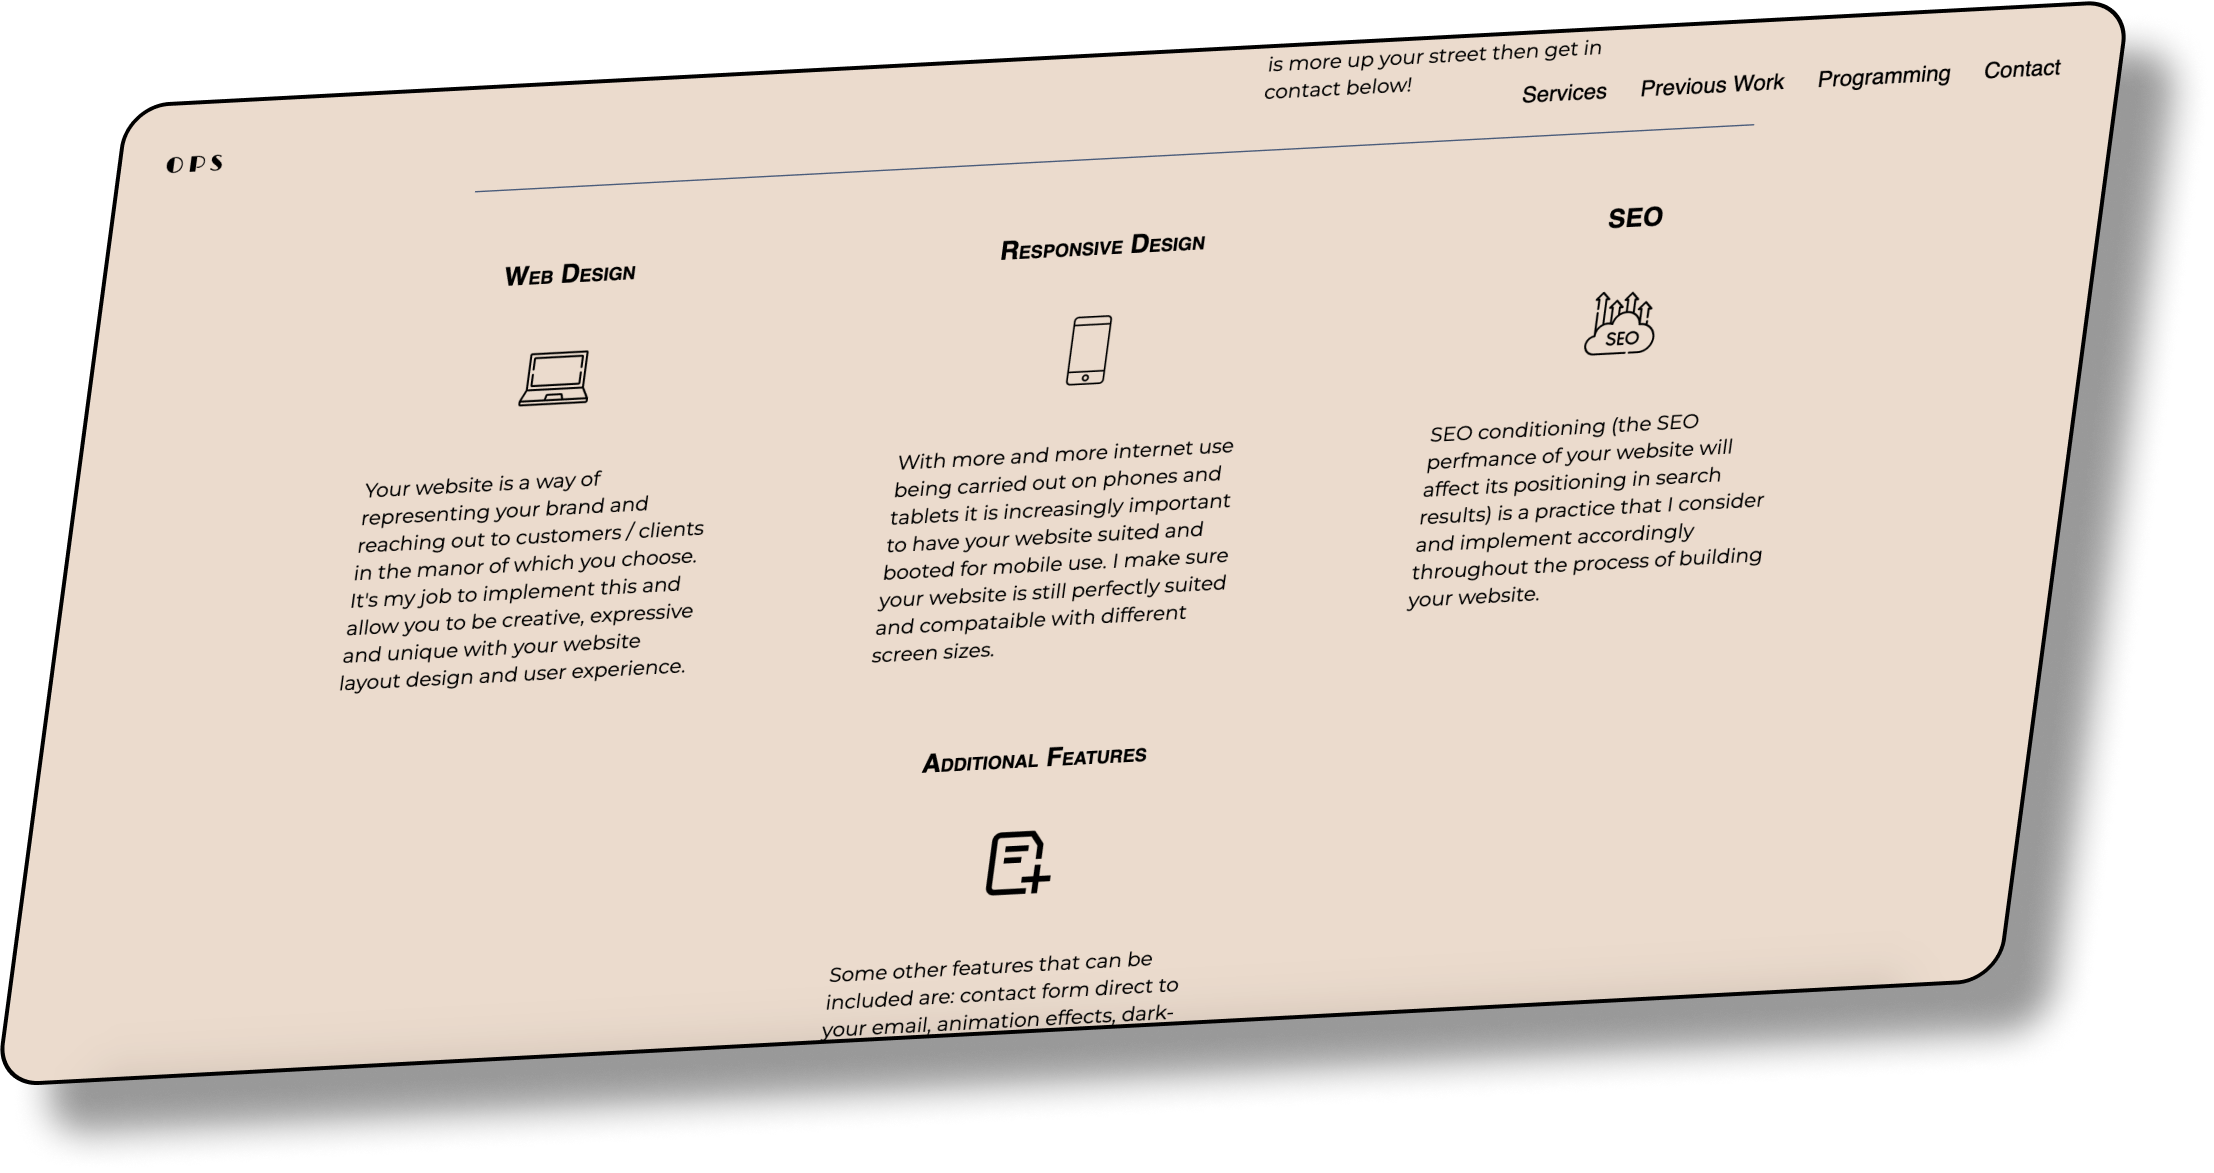 is more up your street then get in
contact below!
Services Previous Work Programming Contact
OPS
Web Design
Your website is a way of
representing your brand and
reaching out to customers / clients
in the manor of which you choose.
It's my job to implement this and
allow you to be creative, expressive
and unique with your website
layout design and user experience.
Responsive Design
With more and more internet use
being carried out on phones and
tablets it is increasingly important
to have your website suited and
booted for mobile use. I make sure
your website is still perfectly suited
and compataible with different
screen sizes.
SEO
SEO
SEO conditioning (the SEO
perfmance of your website will
affect its positioning in search
results) is a practice that I consider
and implement accordingly
throughout the process of building
your website.
Additional Features
Some other features that can be
included are: contact form direct to
your email, animation effects, dark-